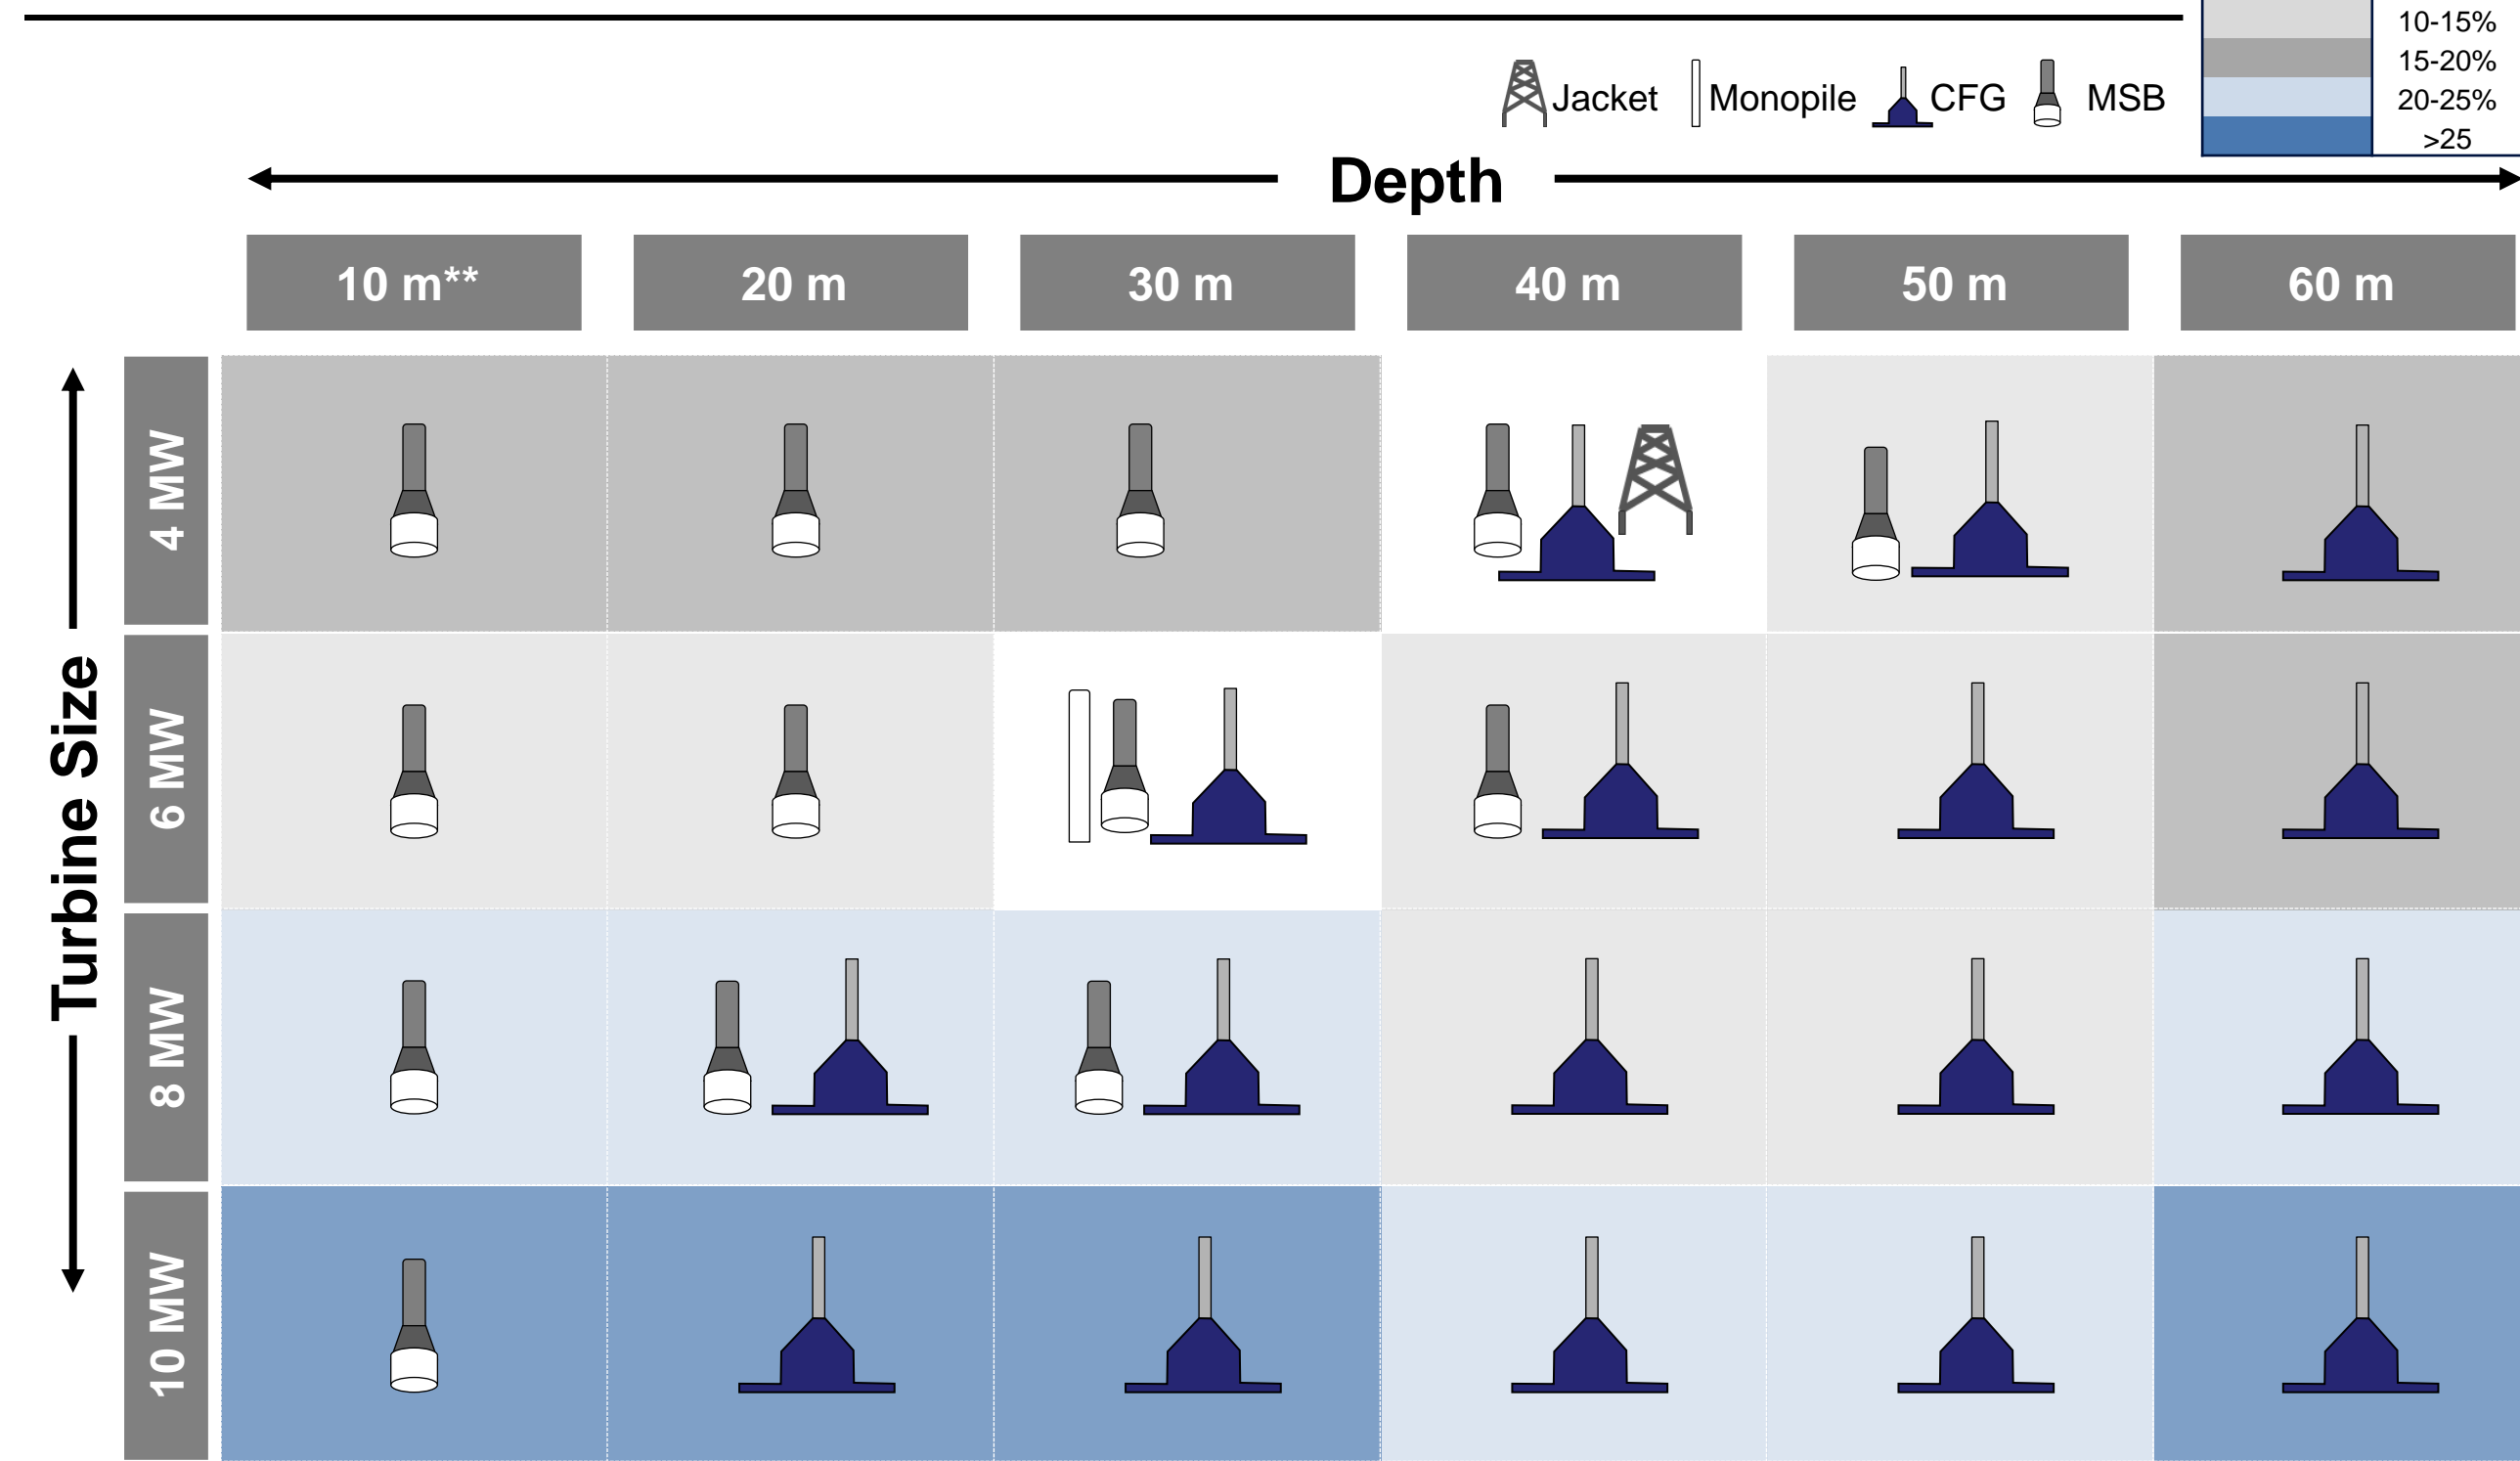 10-15%
15-20%
20-25%
>25
Jacket Monopile CFG MSB
Depth
10 m** 20 m 30 m 40 m 50 m 60 m
Turbine Size
4 MW
6 MW
8 MW
10 MW